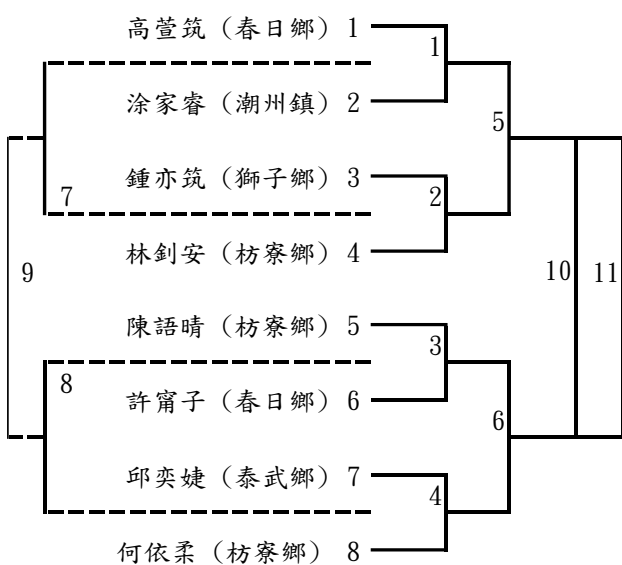 高萱筑（春日鄉）1
1
涂家睿（潮州鎮）2
5
鍾亦筑（獅子鄉）3
7
2
林釗安（枋寮鄉）4
9
10
11
陳語晴（枋寮鄉）5
3
8
許甯子（春日鄉）6
6
邱奕婕（泰武鄉）7
4
何依柔（枋寮鄉）8